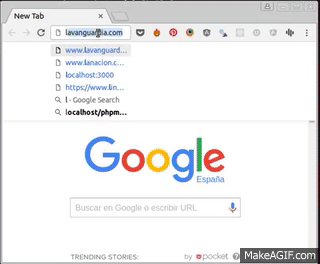 New Tab
lavanguardia.com
www.lavanguard...
www.lanacion.c...
localhost:3000
https://www.lin...
l - Google Search
localhost/phpm...
Google
España
Buscar en Google o escribir URL
TRENDING STORIES: by pocket
MakeAGIF.com